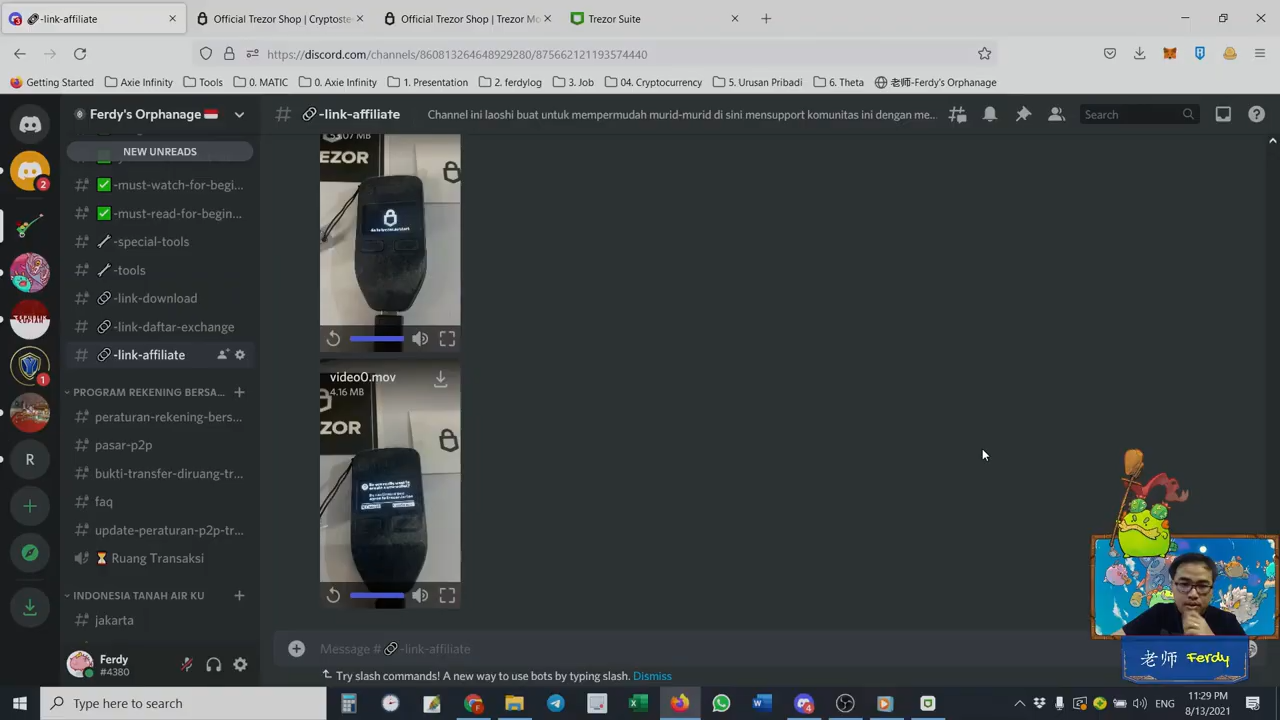 -link-affiliate
Official Trezor Shop | Cryptoste
Official Trezor Shop | Trezor Mo
Trezor Suite
https://discord.com/channels/860813264648929280/875662121193574440
Getting Started
Axie Infinity
Tools
0. MATIC
0. Axie Infinity
1. Presentation
2. ferdylog
3. Job
04. Cryptocurrency
5. Urusan Pribadi
6. Theta
老师-Ferdy's Orphanage
Ferdy's Orphanage
-link-affiliate
Channel ini laoshi buat untuk mempermudah murid-murid di sini mensupport komunitas ini dengan me...
Search
NEW UNREADS
-must-watch-for-begi...
-must-read-for-begin...
-special-tools
-tools
-link-download
-link-daftar-exchange
-link-affiliate
PROGRAM REKENING BERSA...
peraturan-rekening-bers...
pasar-p2p
bukti-transfer-diruang-tr...
faq
update-peraturan-p2p-tr...
Ruang Transaksi
INDONESIA TANAH AIR KU
jakarta
Ferdy
#4380
EZOR
video0.mov
4.16 MB
ZOR
Message # -link-affiliate
Try slash commands! A new way to use bots by typing slash. Dismiss
老师 Ferdy
Type here to search
ENG
11:29 PM
8/13/2021